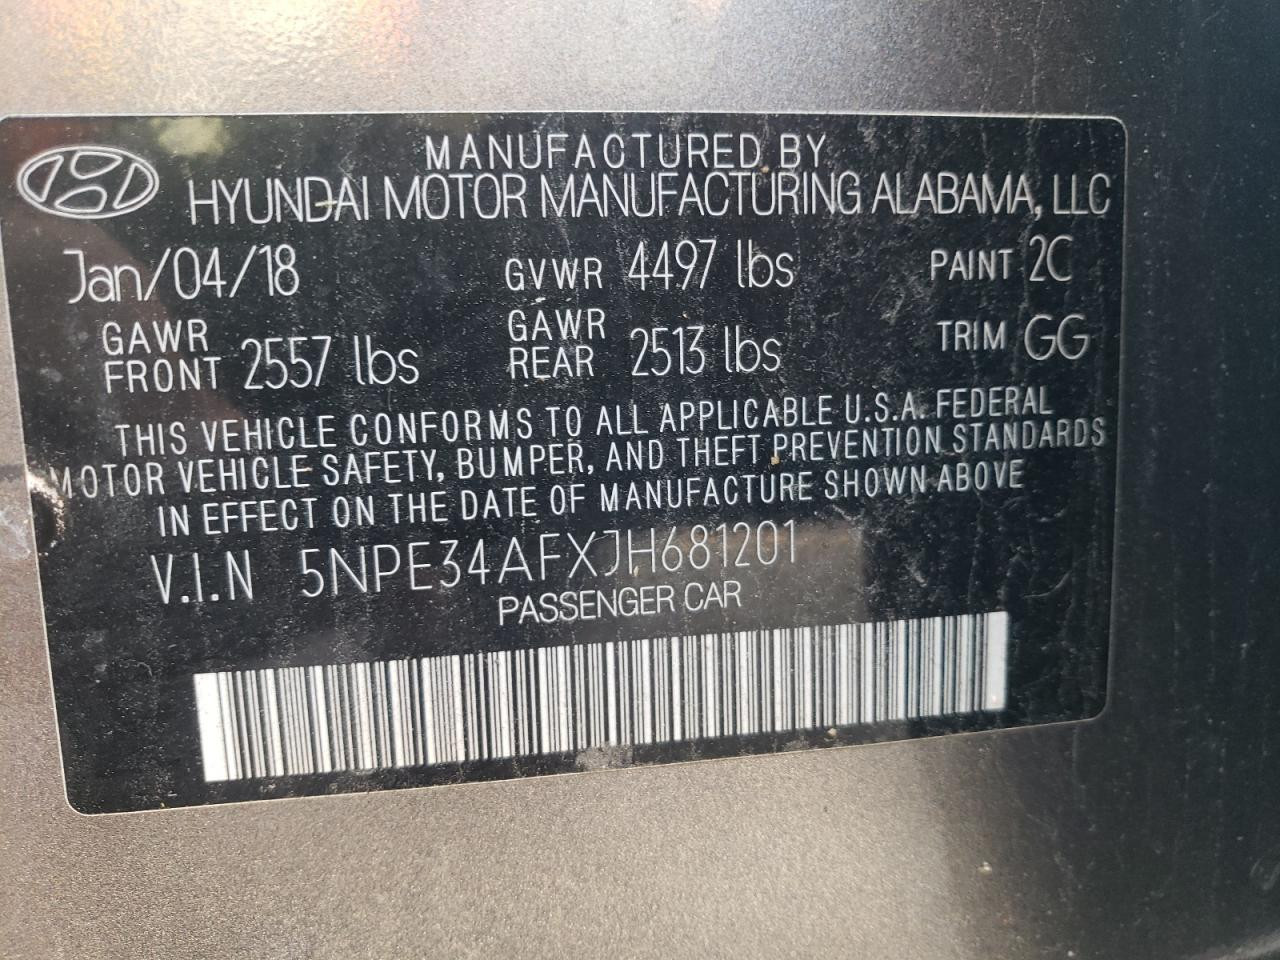 MANUFACTURED BY
HYUNDAI MOTOR MANUFACTURING ALABAMA, LLC
Jan/04/18 GVWR 4497 lbs PAINT 2C
GAWR FRONT 2557 lbs GAWR REAR 2513 lbs TRIM GG
THIS VEHICLE CONFORMS TO ALL APPLICABLE U.S.A. FEDERAL
MOTOR VEHICLE SAFETY, BUMPER, AND THEFT PREVENTION STANDARDS
IN EFFECT ON THE DATE OF MANUFACTURE SHOWN ABOVE
V.I.N 5NPE34AFXJH681201
PASSENGER CAR